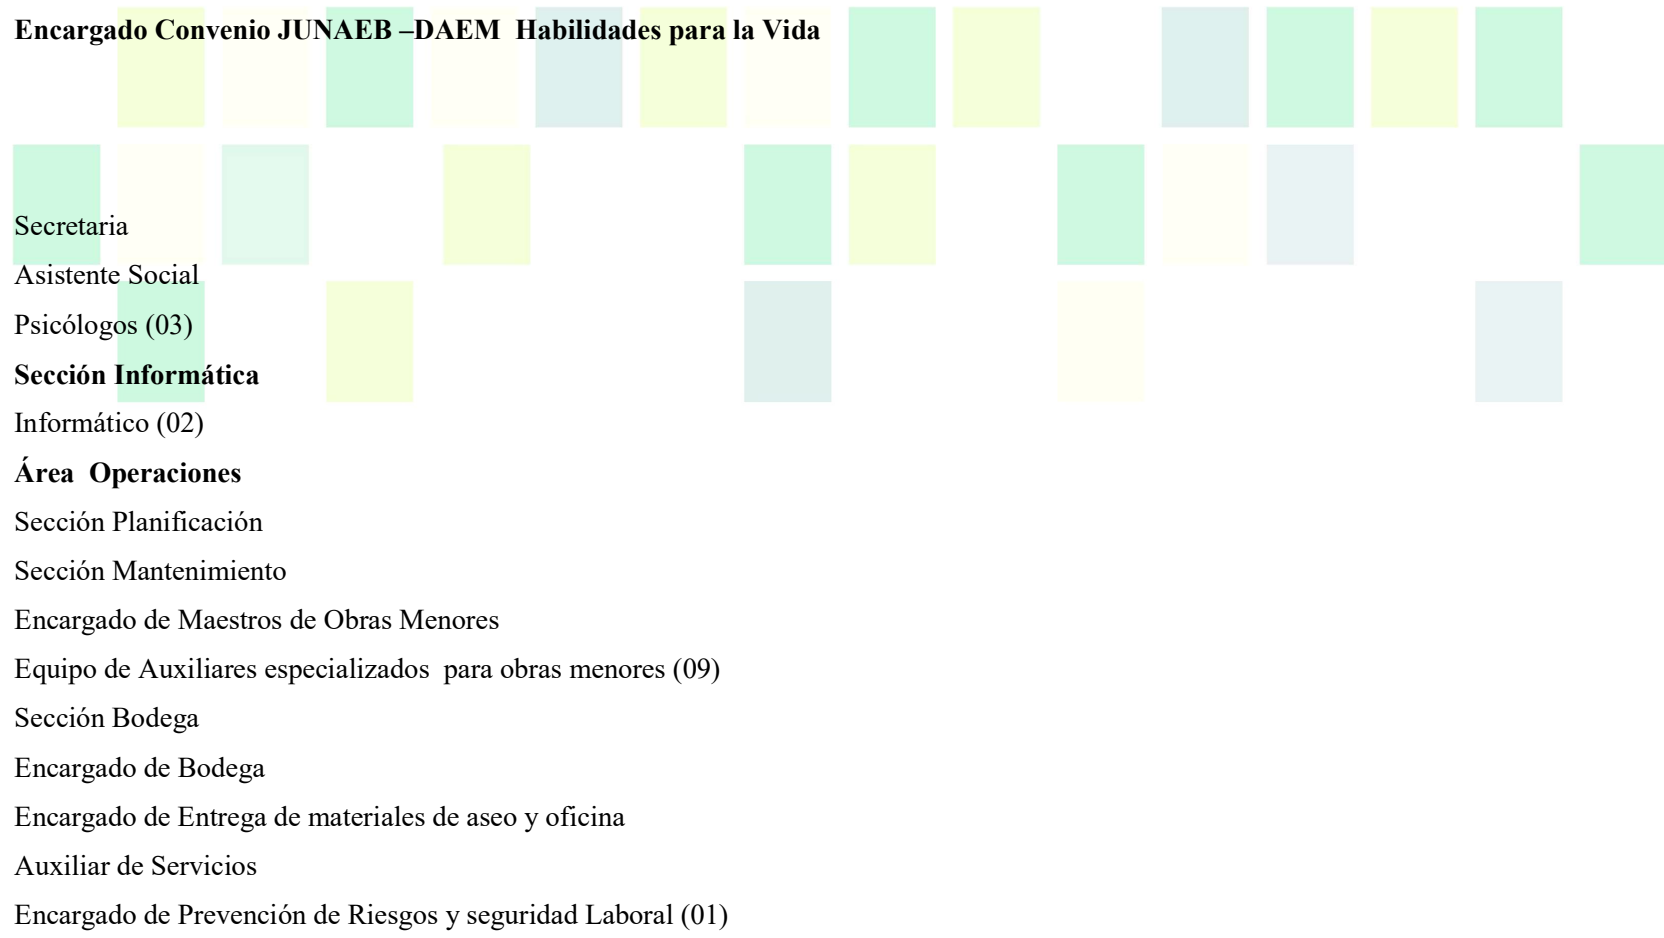 Encargado Convenio JUNAEB –DAEM  Habilidades para la Vida
Secretaria
Asistente Social
Psicólogos (03)
Sección Informática
Informático (02)
Área  Operaciones
Sección Planificación
Sección Mantenimiento
Encargado de Maestros de Obras Menores
Equipo de Auxiliares especializados  para obras menores (09)
Sección Bodega
Encargado de Bodega
Encargado de Entrega de materiales de aseo y oficina
Auxiliar de Servicios
Encargado de Prevención de Riesgos y seguridad Laboral (01)